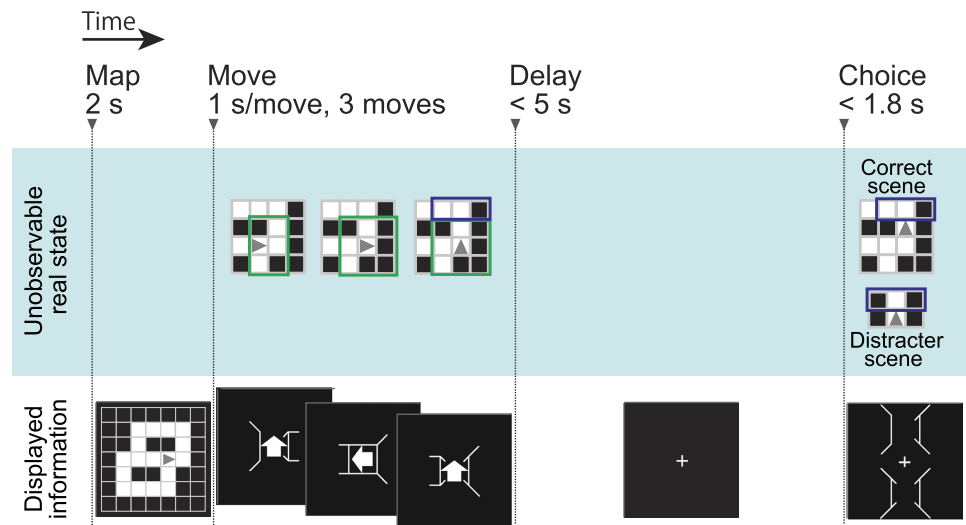 Time
Map
2 s
Move
1 s/move, 3 moves
Delay
< 5 s
Choice
< 1.8 s
Unobservable
real state
Correct
scene
Distracter
scene
Displayed
information